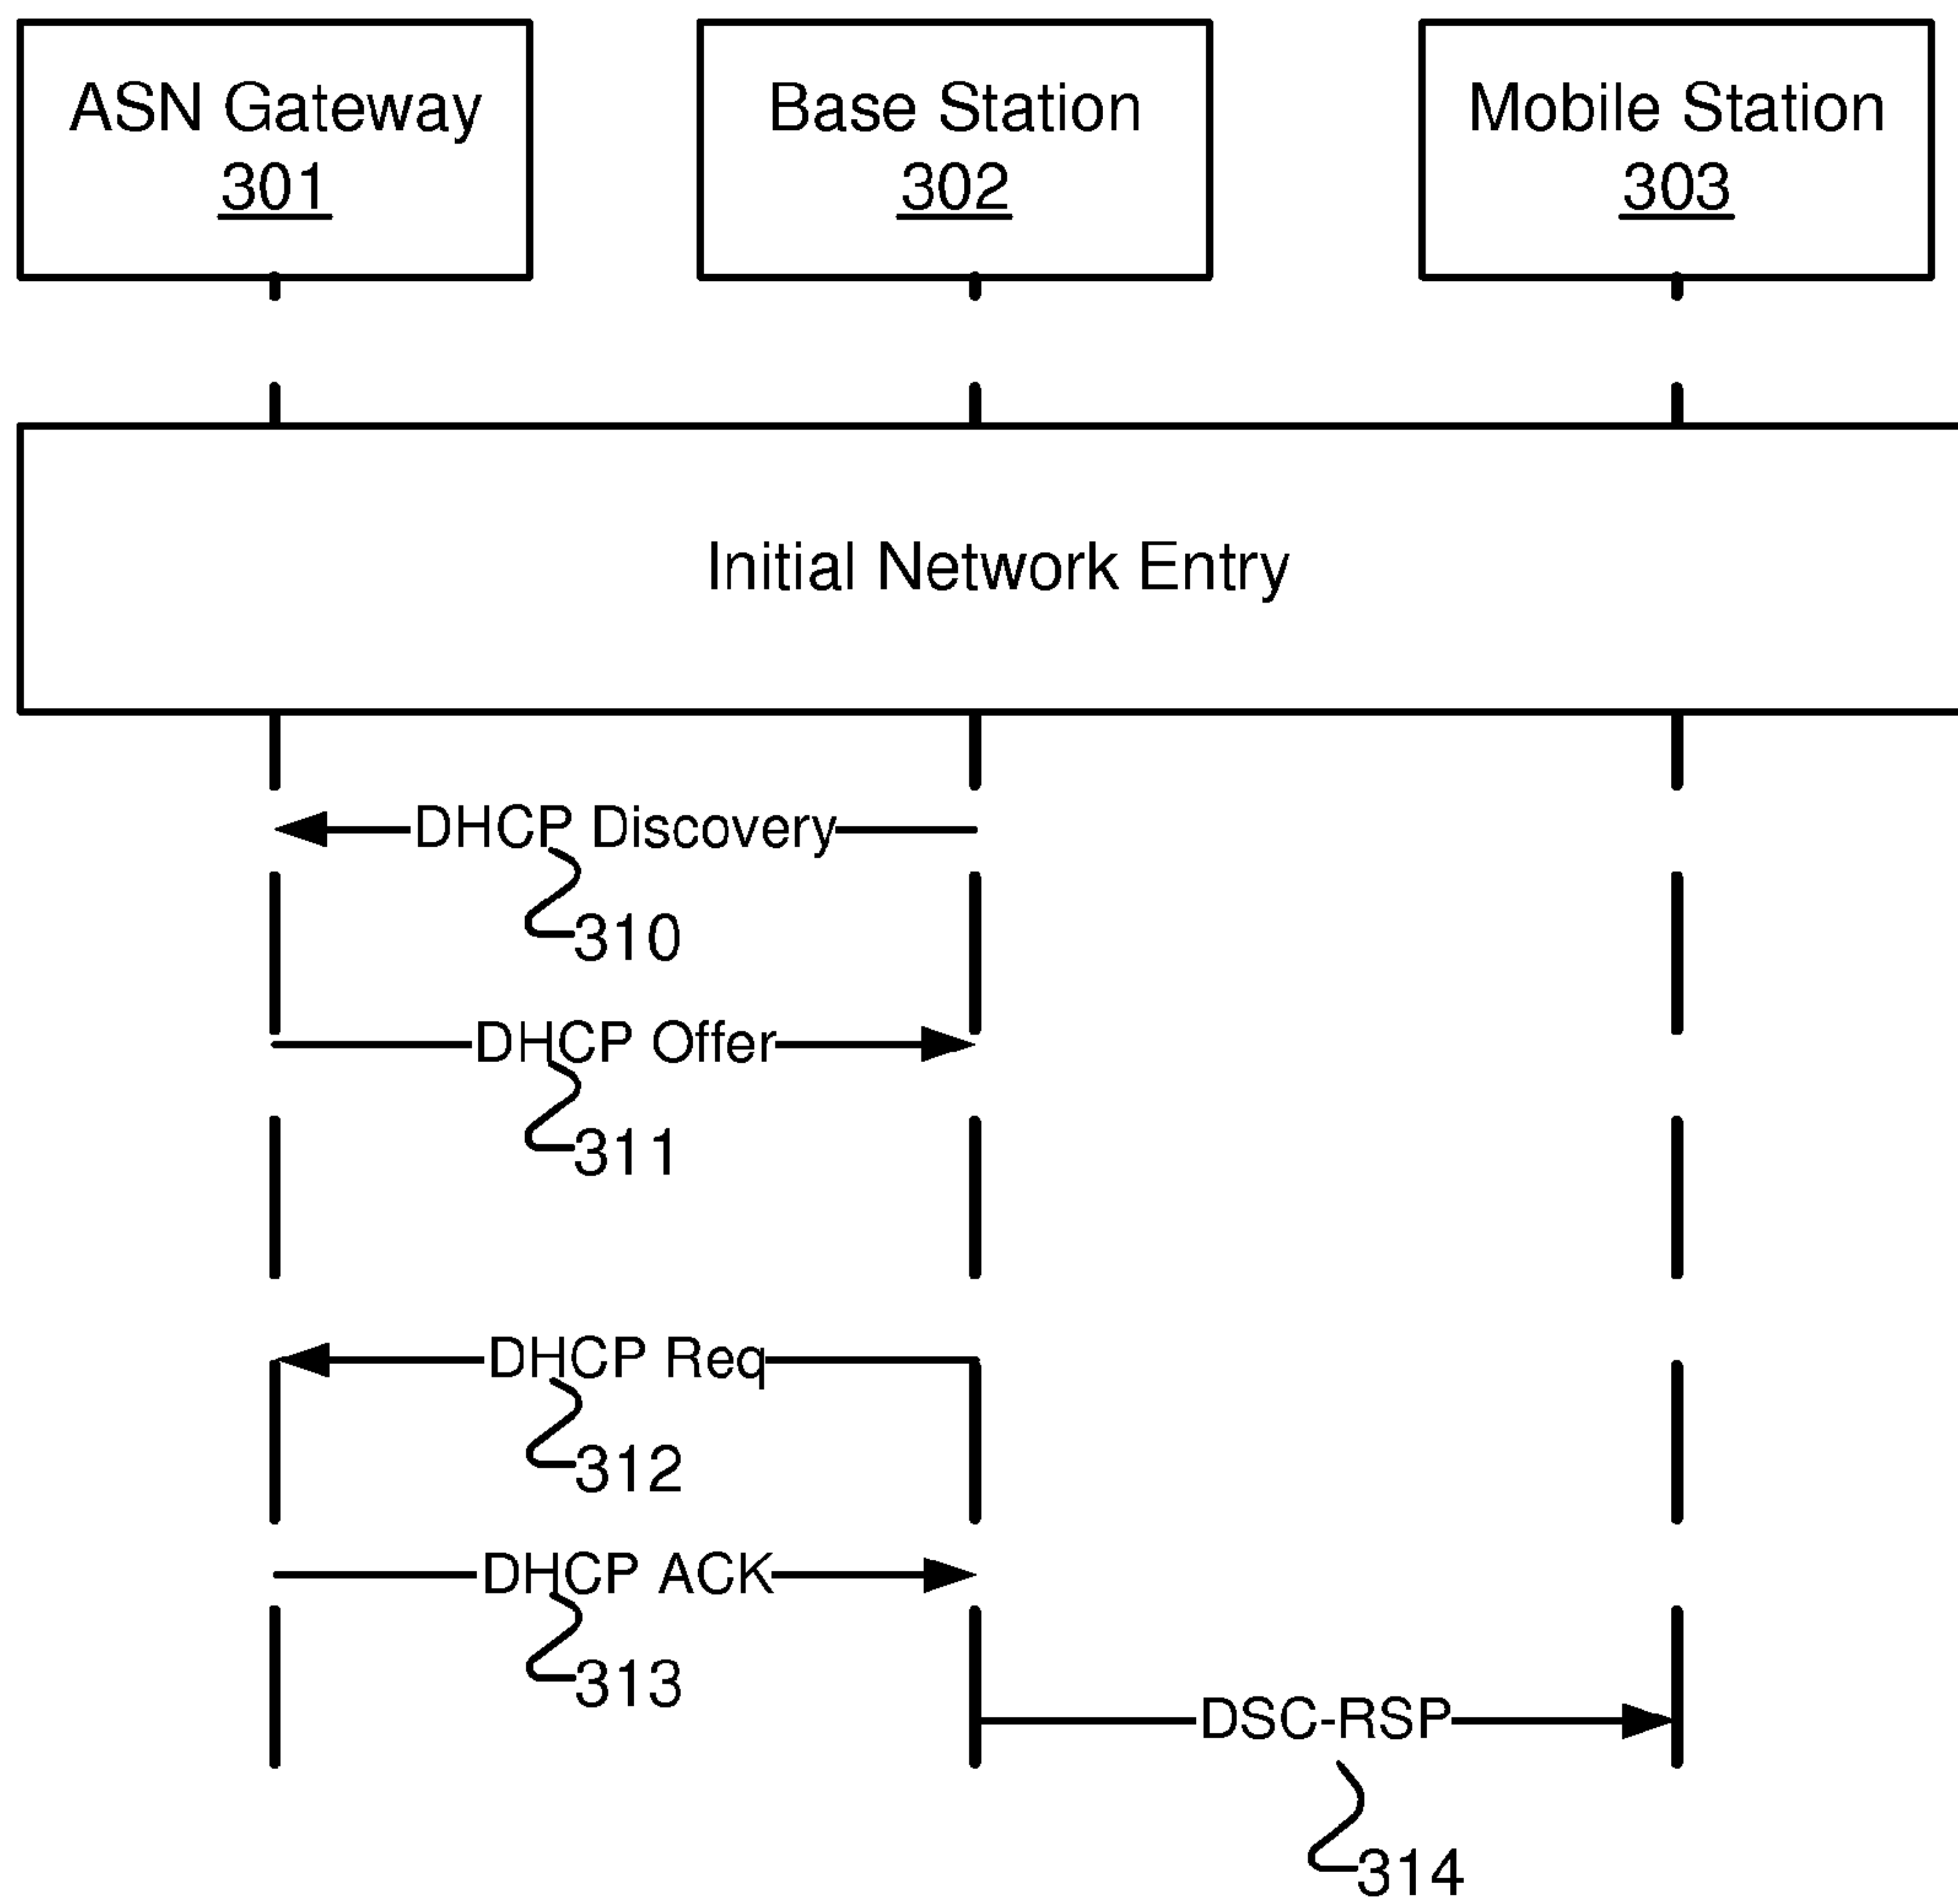 ASN Gateway
301
Base Station
302
Mobile Station
303
Initial Network Entry
DHCP Discovery
310
DHCP Offer
311
DHCP Req
312
DHCP ACK
313
DSC-RSP
314